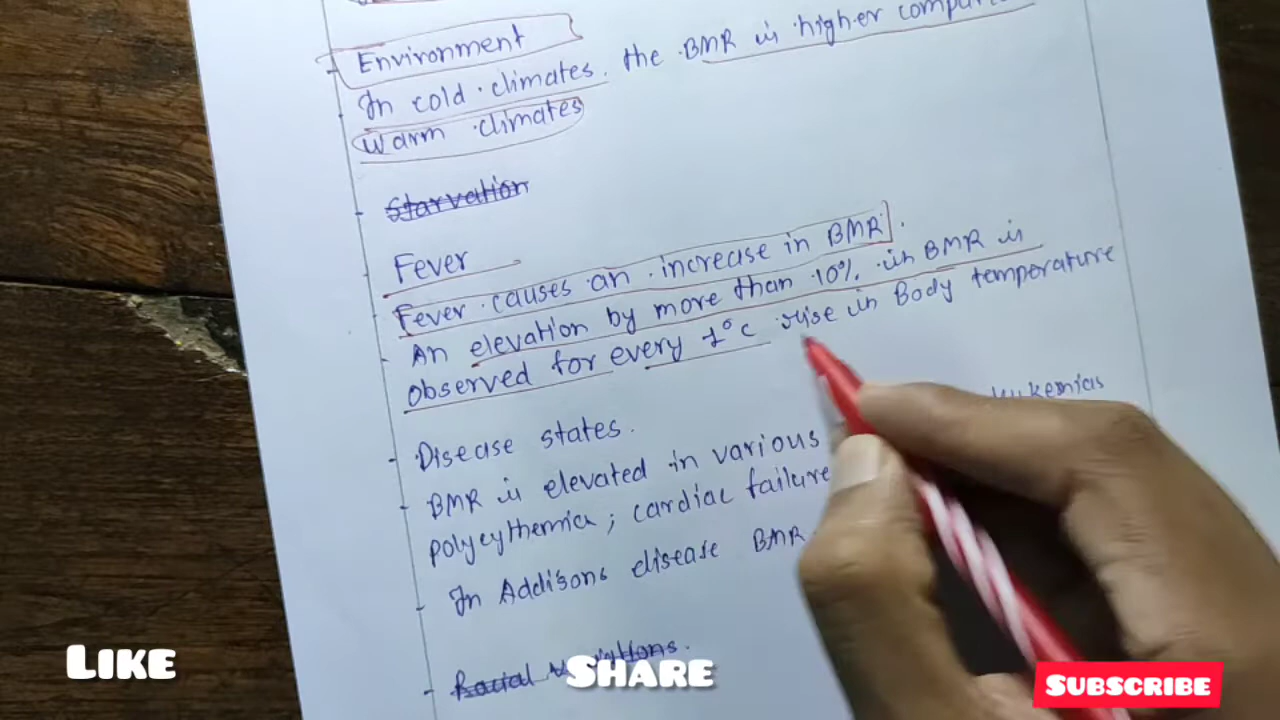 Environment
In cold climates. the BMR is higher
Warm climates
Starvation
Fever
Fever causes an increase in BMR.
An elevation by more than 10% in BMR is
observed for every 1°C rise in Body temperature
Disease states.
BMR is elevated in various
polycythemia; cardiac failure
In Addisons disease BMR
Racial
LIKE
SHARE
SUBSCRIBE